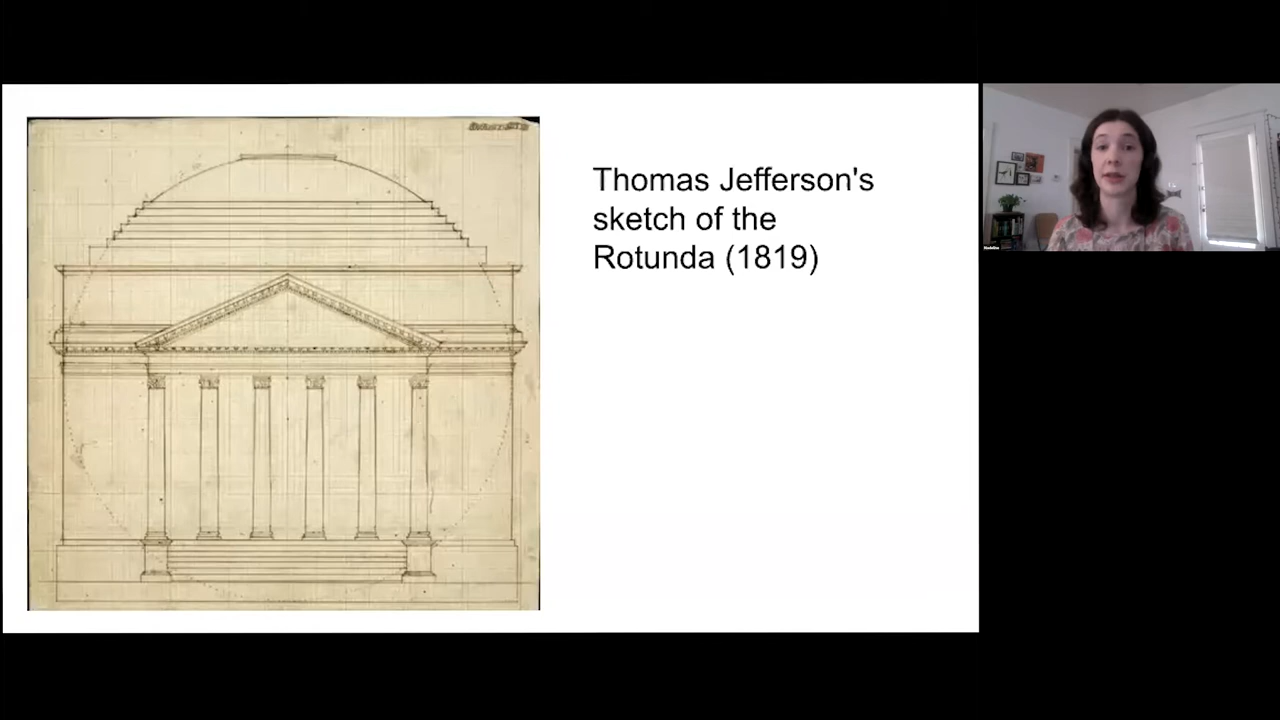 Thomas Jefferson's
sketch of the
Rotunda (1819)